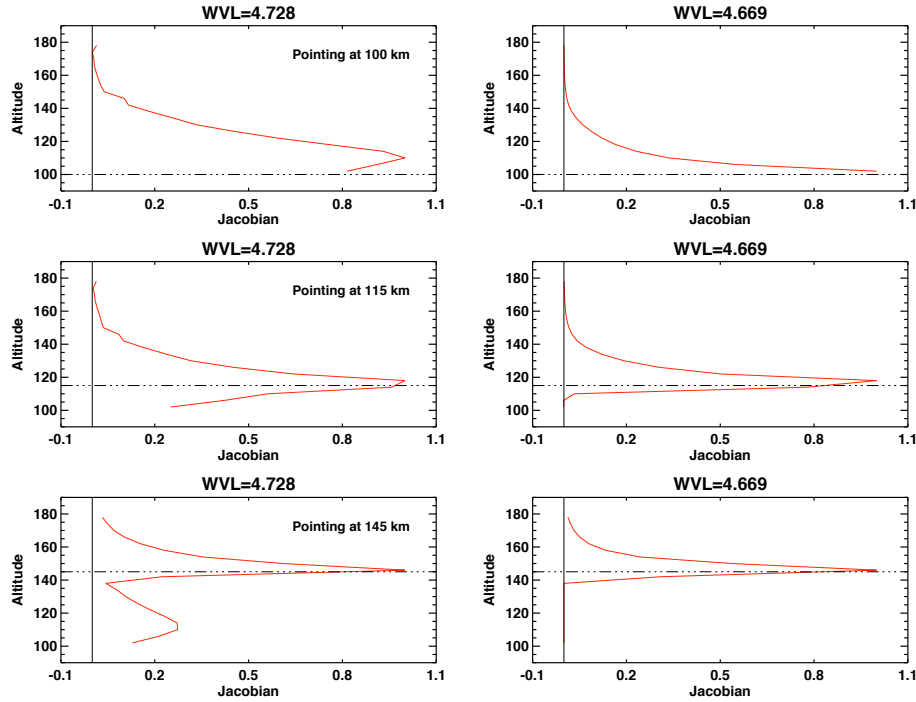 WVL=4.728
WVL=4.669
180
160
140
120
100
Altitude
Pointing at 100 km
-0.1
0.2
0.5
0.8
1.1
Jacobian
180
160
140
120
100
Altitude
-0.1
0.2
0.5
0.8
1.1
Jacobian
WVL=4.728
WVL=4.669
180
160
140
120
100
Altitude
Pointing at 115 km
-0.1
0.2
0.5
0.8
1.1
Jacobian
180
160
140
120
100
Altitude
-0.1
0.2
0.5
0.8
1.1
Jacobian
WVL=4.728
WVL=4.669
180
160
140
120
100
Altitude
Pointing at 145 km
-0.1
0.2
0.5
0.8
1.1
Jacobian
180
160
140
120
100
Altitude
-0.1
0.2
0.5
0.8
1.1
Jacobian